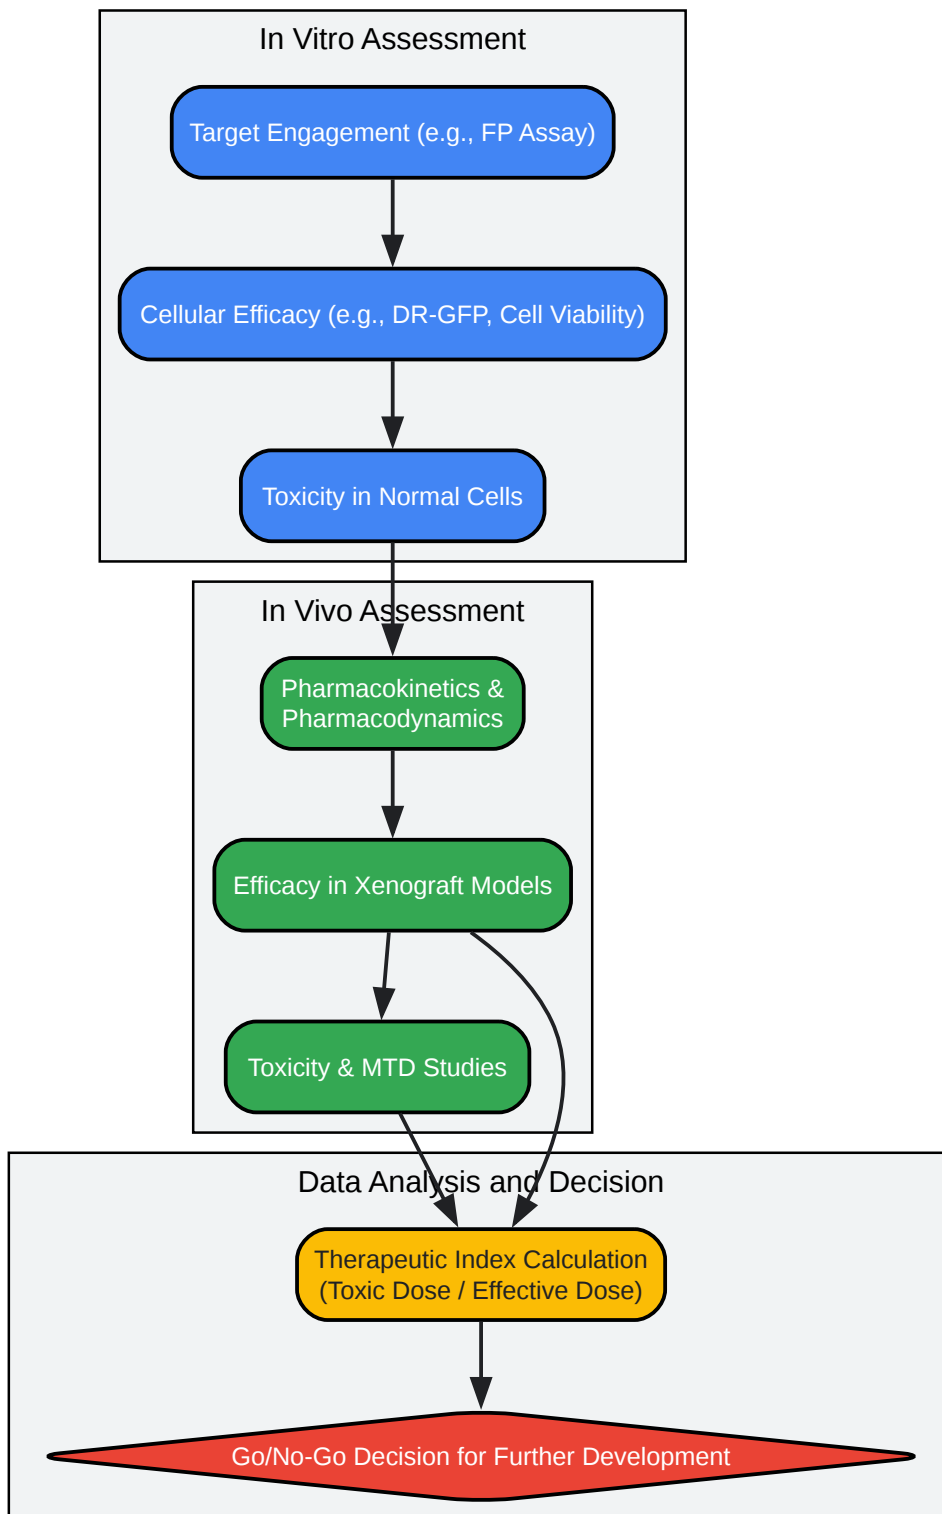 In Vitro Assessment
Target Engagement (e.g., FP Assay)
Cellular Efficacy (e.g., DR-GFP, Cell Viability)
Toxicity in Normal Cells
In Vivo Assessment
Pharmacokinetics &
Pharmacodynamics
Efficacy in Xenograft Models
Toxicity & MTD Studies
Data Analysis and Decision
Therapeutic Index Calculation
(Toxic Dose / Effective Dose)
Go/No-Go Decision for Further Development